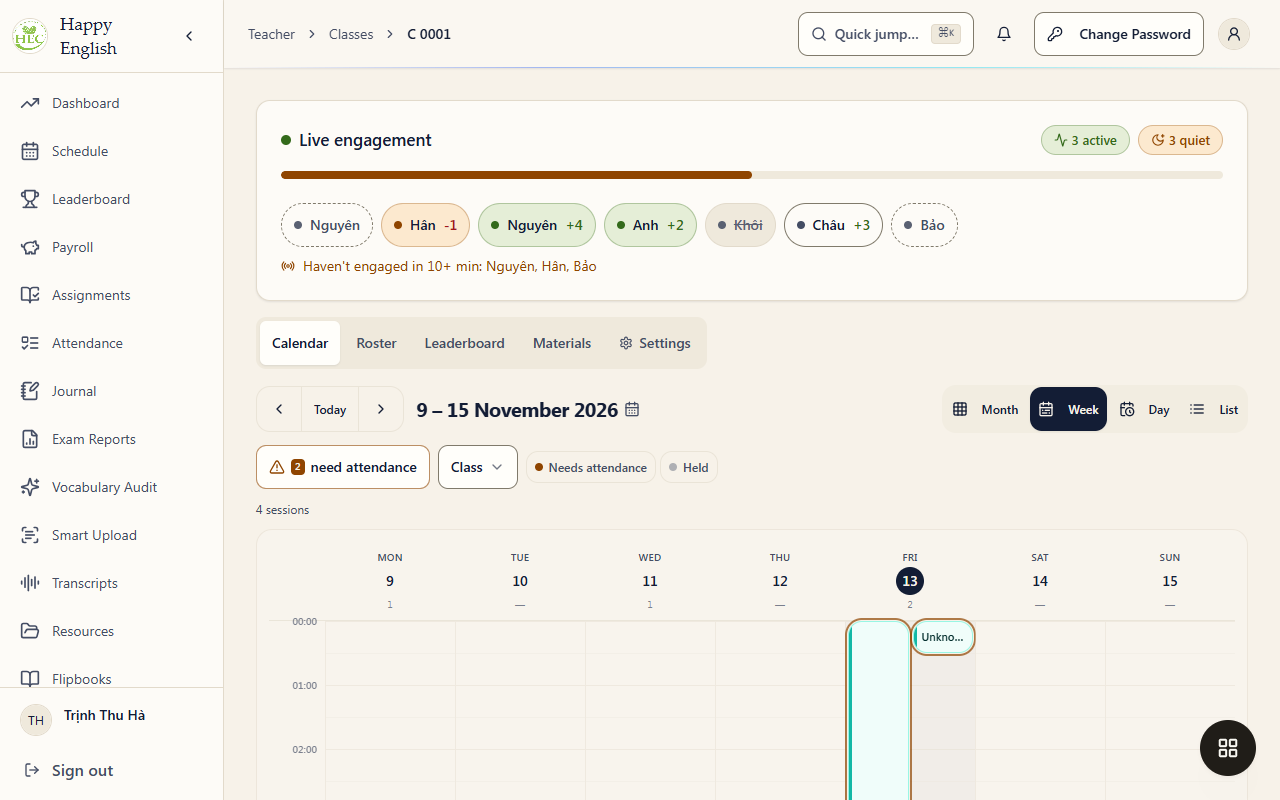 HEC
Happy English
Teacher > Classes > C 0001
Quick jump... ⌘K
Change Password
Dashboard
Schedule
Leaderboard
Payroll
Assignments
Attendance
Journal
Exam Reports
Vocabulary Audit
Smart Upload
Transcripts
Resources
Flipbooks
TH Trịnh Thu Hà
Sign out
Live engagement
3 active
3 quiet
Nguyên
Hân -1
Nguyên +4
Anh +2
Khôi
Châu +3
Bảo
Haven't engaged in 10+ min: Nguyên, Hân, Bảo
Calendar
Roster
Leaderboard
Materials
Settings
Today
9 – 15 November 2026
Month
Week
Day
List
2 need attendance
Class
Needs attendance
Held
4 sessions
MON TUE WED THU FRI SAT SUN
9 10 11 12 13 14 15
1 — 1 — 2 — —
00:00
Unkno...
01:00
02:00